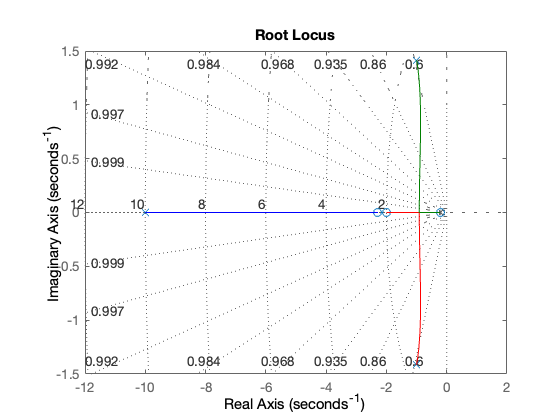 Root Locus
1.5
0.992 0.984 0.968 0.935 0.86 0.6
1
0.997
0.5
0.999
12 10 8 6 4 2
0
0.999
-0.5
0.997
-1
0.992 0.984 0.968 0.935 0.86 0.6
-1.5
-12 -10 -8 -6 -4 -2 0 2
Real Axis (seconds⁻¹)
Imaginary Axis (seconds⁻¹)